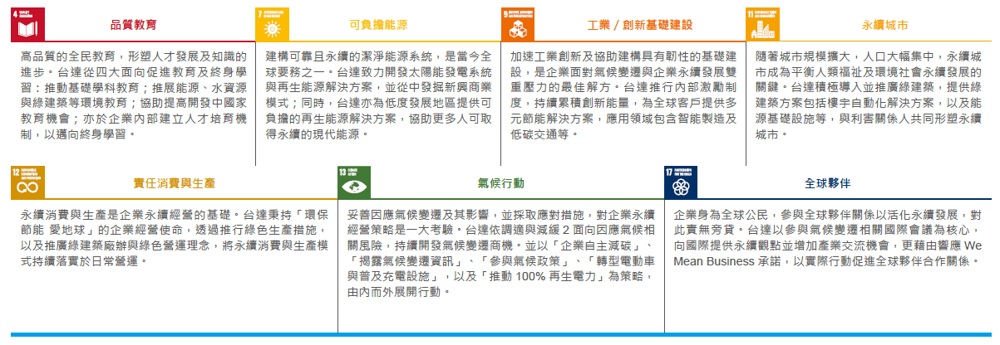 4 QUALITY EDUCATION
品質教育
高品質的全民教育，形塑人才發展及知識的
進步。台達從四大面向促進教育及終身學
習：推動基礎學科教育；推展能源、水資源
與綠建築等環境教育；協助提高開發中國家
教育機會；亦於企業內部建立人才培育機
制，以邁向終身學習。
7
可負擔能源
建構可靠且永續的潔淨能源系統，是當今全
球要務之一。台達致力開發太陽能發電系統
與再生能源解決方案，並從中發掘新興商業
模式；同時，台達亦為低度發展地區提供可
負擔的再生能源解決方案，協助更多人可取
得永續的現代能源。
9
工業 / 創新基礎建設
加速工業創新及協助建構具有韌性的基礎建
設，是企業面對氣候變遷與企業永續發展雙
重壓力的最佳解方。台達推行內部激勵制
度，持續累積創新能量，為全球客戶提供多
元節能解決方案，應用領域包含智能製造及
低碳交通等。
11
永續城市
隨著城市規模擴大，人口大幅集中，永續城
市成為平衡人類福祉及環境社會永續發展的
關鍵。台達積極導入並推廣綠建築，提供綠
建築方案包括樓宇自動化解決方案，以及能
源基礎設施等，與利害關係人共同形塑永續
城市。
12
責任消費與生產
永續消費與生產是企業永續經營的基礎。台達秉持「環保
節能 愛地球」的企業經營使命，透過推行綠色生產措施，
以及推廣綠建築廠辦與綠色營運理念，將永續消費與生產模
式持續落實於日常營運。
13 CLIMATE ACTION
氣候行動
妥善因應氣候變遷及其影響，並採取應對措施，對企業永續
經營策略是一大考驗。台達依調適與減緩 2 面向因應氣候相
關風險，持續開發氣候變遷商機。並以「企業自主減碳」、
「揭露氣候變遷資訊」、「參與氣候政策」、「轉型電動車
與普及充電設施」，以及「推動 100% 再生電力」為策略，
由內而外展開行動。
17
全球夥伴
企業身為全球公民，參與全球夥伴關係以活化永續發展，對
此責無旁貸。台達以參與氣候變遷相關國際會議為核心，
向國際提供永續觀點並增加產業交流機會，更藉由響應 We
Mean Business 承諾，以實際行動促進全球夥伴合作關係。